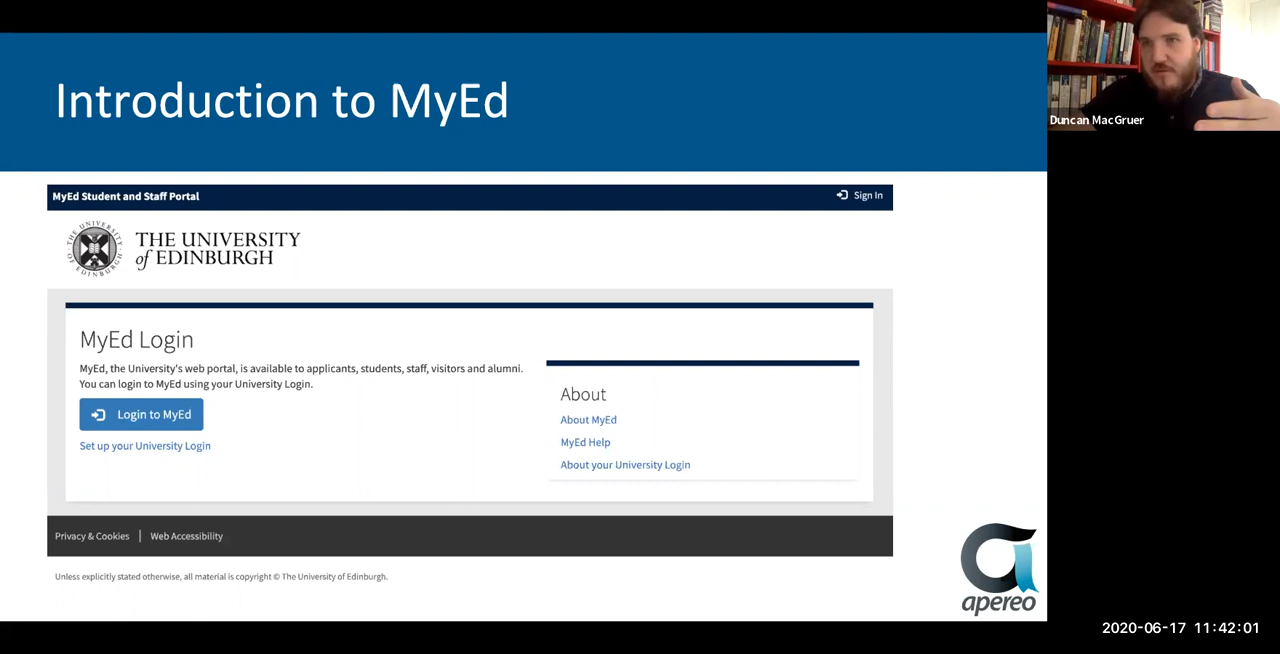 Introduction to MyEd
Duncan MacGruer
MyEd Student and Staff Portal
Sign In
THE UNIVERSITY
of EDINBURGH
MyEd Login
MyEd, the University's web portal, is available to applicants, students, staff, visitors and alumni.
You can login to MyEd using your University Login.
Login to MyEd
Set up your University Login
About
About MyEd
MyEd Help
About your University Login
Privacy & Cookies | Web Accessibility
Unless explicitly stated otherwise, all material is copyright © The University of Edinburgh.
apereo
2020-06-17 11:42:01